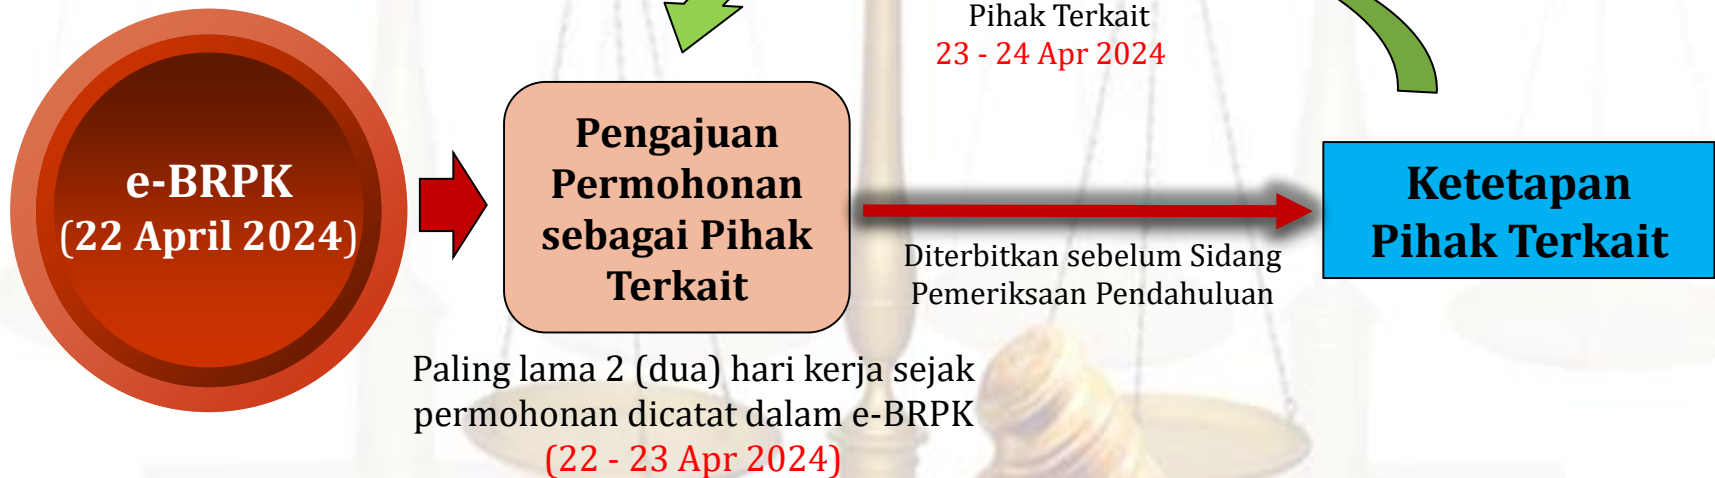 Pihak Terkait
23 - 24 Apr 2024
e-BRPK
(22 April 2024)
Pengajuan
Permohonan
sebagai Pihak
Terkait
Paling lama 2 (dua) hari kerja sejak
permohonan dicatat dalam e-BRPK
(22 - 23 Apr 2024)
Diterbitkan sebelum Sidang
Pemeriksaan Pendahuluan
Ketetapan
Pihak Terkait